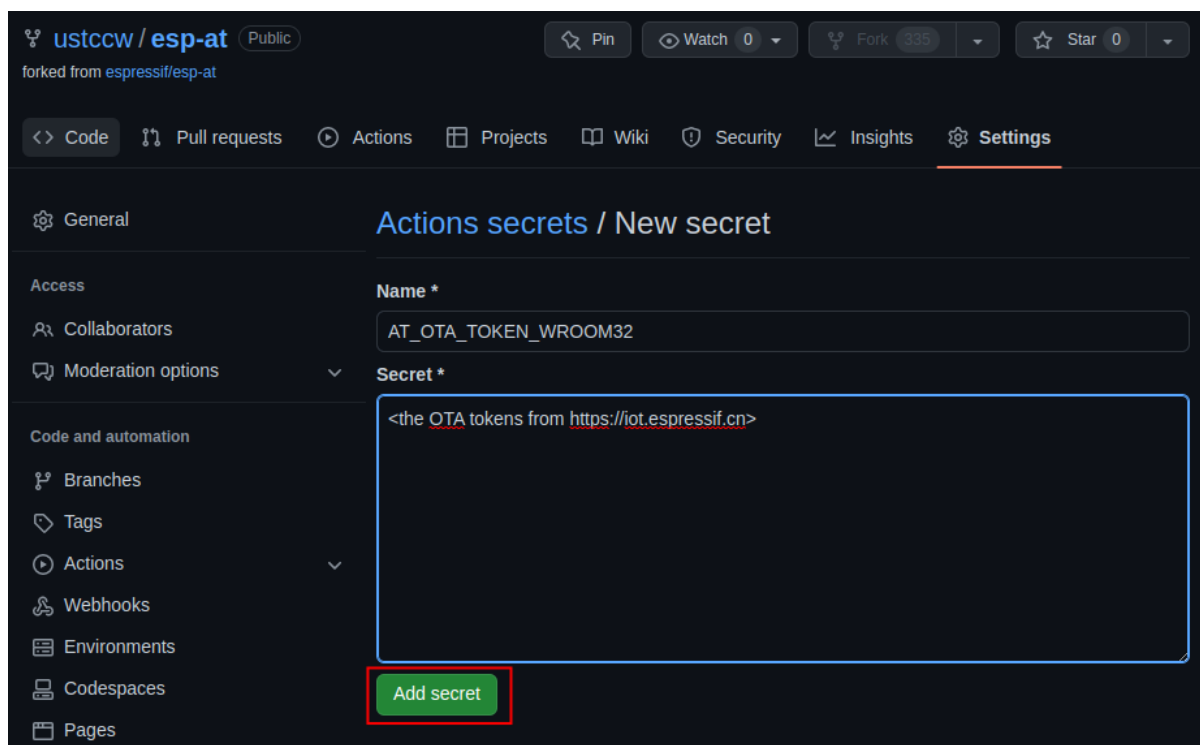 ustccw / esp-at Public
Pin
Watch 0
Fork 335
Star 0
forked from espressif/esp-at
Code
Pull requests
Actions
Projects
Wiki
Security
Insights
Settings
General
Access
Collaborators
Moderation options
Code and automation
Branches
Tags
Actions
Webhooks
Environments
Codespaces
Pages
Actions secrets / New secret
Name *
AT_OTA_TOKEN_WROOM32
Secret *
<the OTA tokens from https://iot.espressif.cn>
Add secret